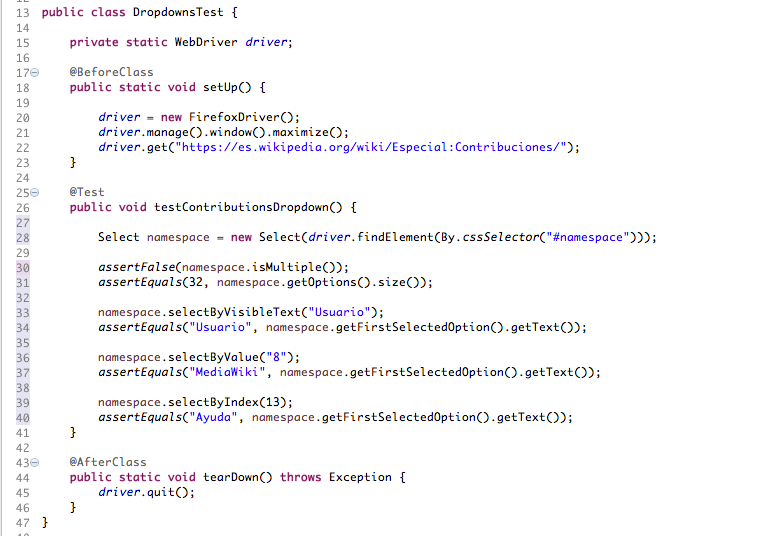 13 public class DropdownsTest {
14
15 private static WebDriver driver;
16
17 @BeforeClass
18 public static void setUp() {
19
20 driver = new FirefoxDriver();
21 driver.manage().window().maximize();
22 driver.get("https://es.wikipedia.org/wiki/Especial:Contribuciones/");
23 }
24
25 @Test
26 public void testContributionsDropdown() {
27
28 Select namespace = new Select(driver.findElement(By.cssSelector("#namespace")));
29
30 assertFalse(namespace.isMultiple());
31 assertEquals(32, namespace.getOptions().size());
32
33 namespace.selectByVisibleText("Usuario");
34 assertEquals("Usuario", namespace.getFirstSelectedOption().getText());
35
36 namespace.selectByValue("8");
37 assertEquals("MediaWiki", namespace.getFirstSelectedOption().getText());
38
39 namespace.selectByIndex(13);
40 assertEquals("Ayuda", namespace.getFirstSelectedOption().getText());
41 }
42
43 @AfterClass
44 public static void tearDown() throws Exception {
45 driver.quit();
46 }
47 }